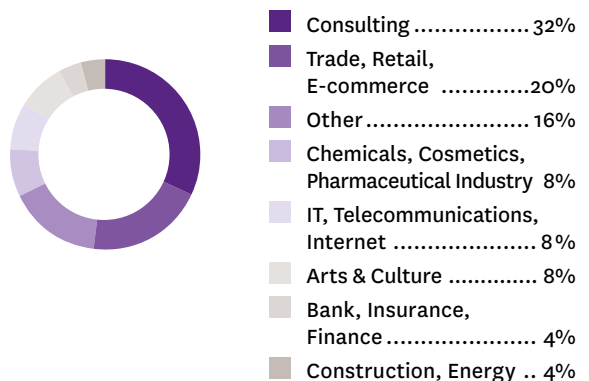 Consulting ................. 32%
Trade, Retail,
E-commerce .............20%
Other ........................ 16%
Chemicals, Cosmetics,
Pharmaceutical Industry 8%
IT, Telecommunications,
Internet ..................... 8%
Arts & Culture ............. 8%
Bank, Insurance,
Finance ...................... 4%
Construction, Energy .. 4%